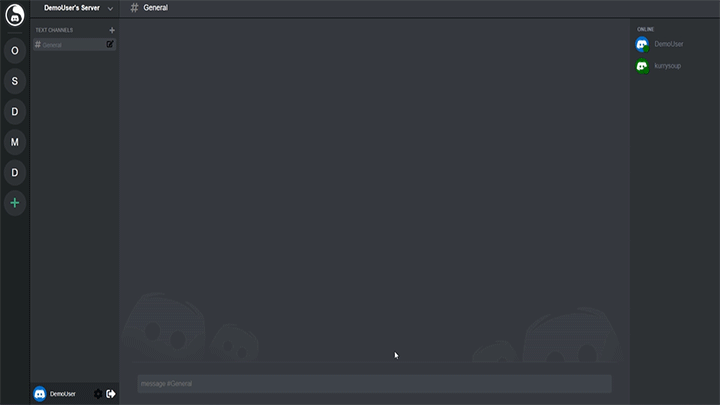 DemoUser's Server
# General
TEXT CHANNELS +
# General
O
S
D
M
D
+
ONLINE
DemoUser
kurrysoup
message #General
DemoUser